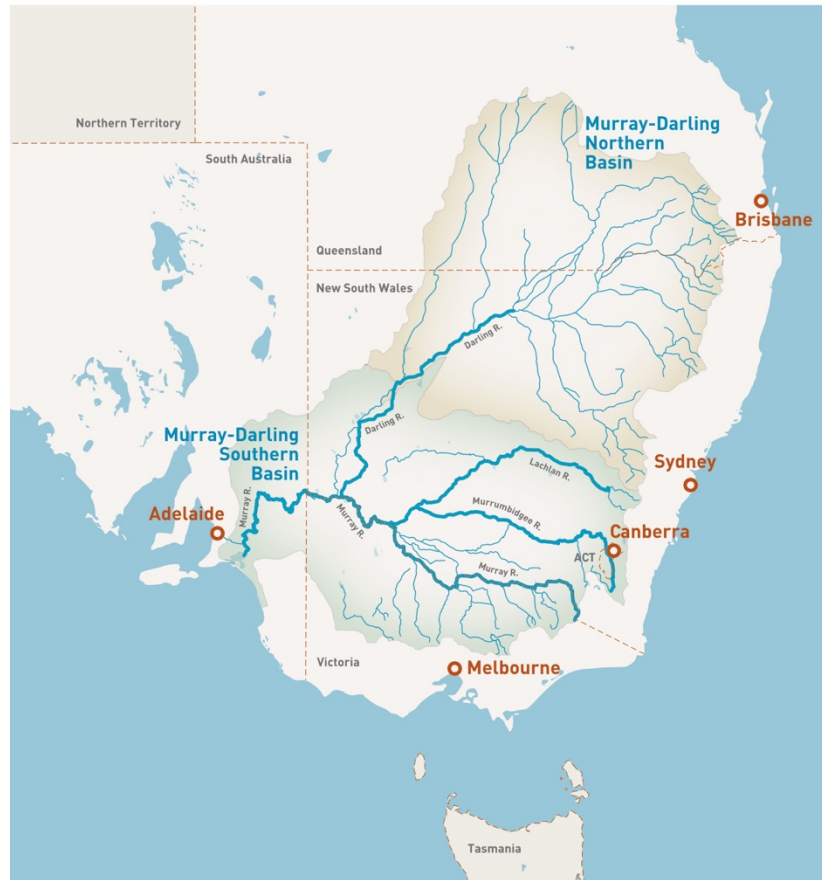 Northern Territory
South Australia
Murray-Darling
Northern
Basin
Brisbane
Queensland
New South Wales
Darling R.
Darling R.
Murray-Darling
Southern
Basin
Lachlan R.
Sydney
Murray R.
Adelaide
Murray R.
Murrumbidgee R.
Canberra
ACT
Murray R.
Victoria
Melbourne
Tasmania